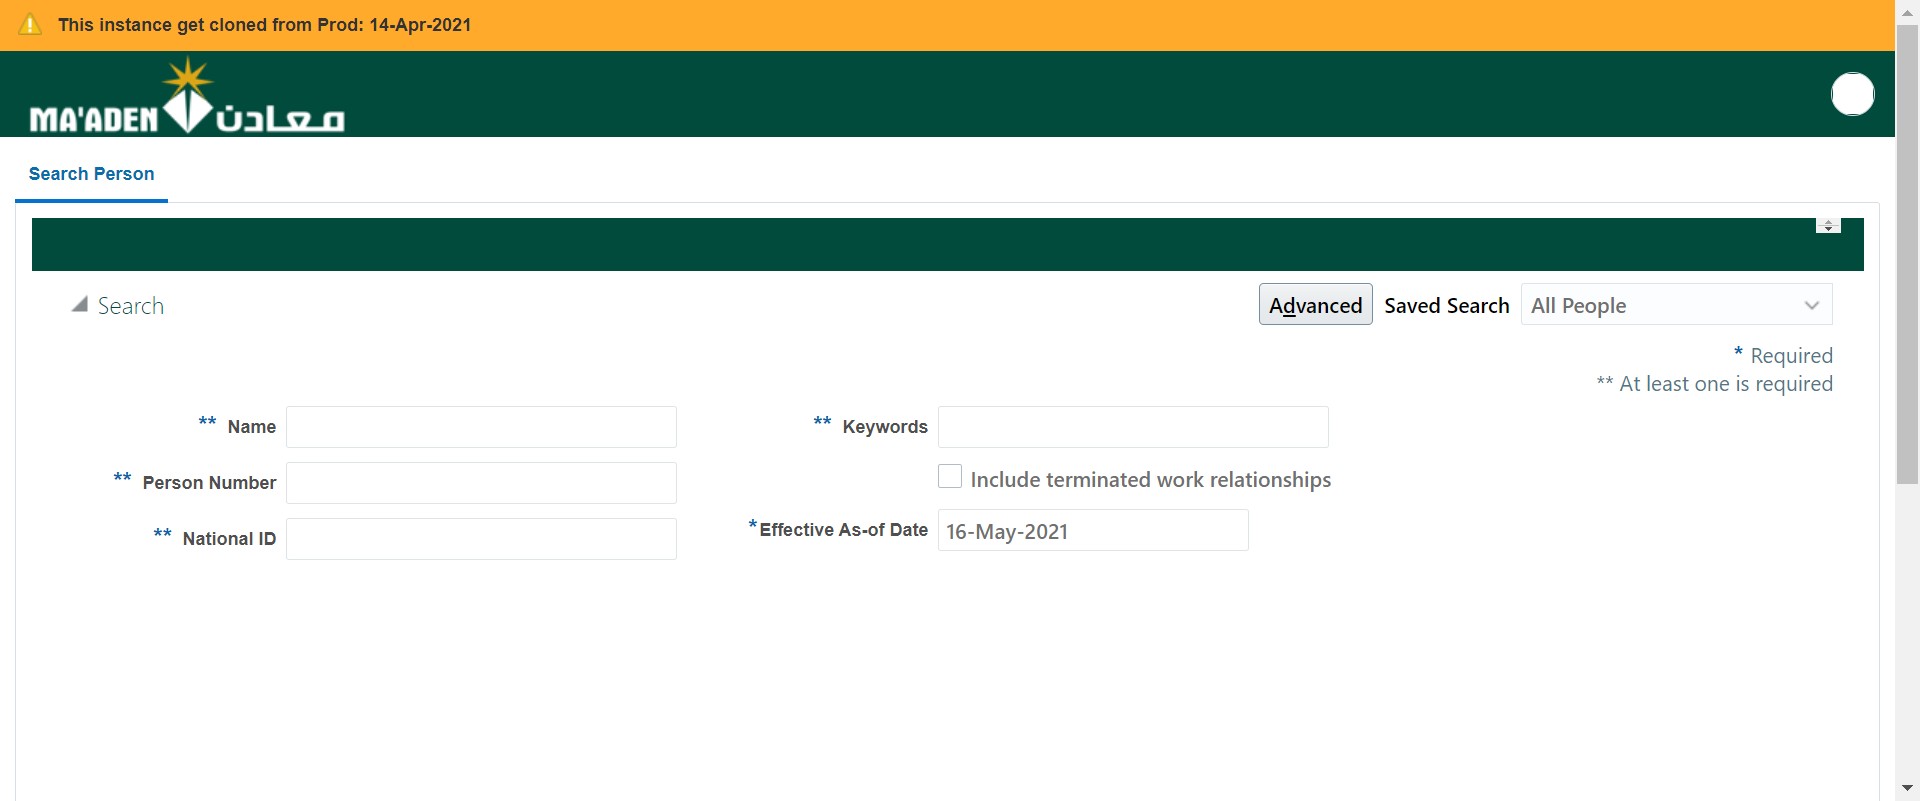 This instance get cloned from Prod: 14-Apr-2021
MA'ADEN معادن
Search Person
Search
Advanced Saved Search All People
* Required
** At least one is required
** Name
** Keywords
** Person Number
Include terminated work relationships
** National ID
*Effective As-of Date 16-May-2021